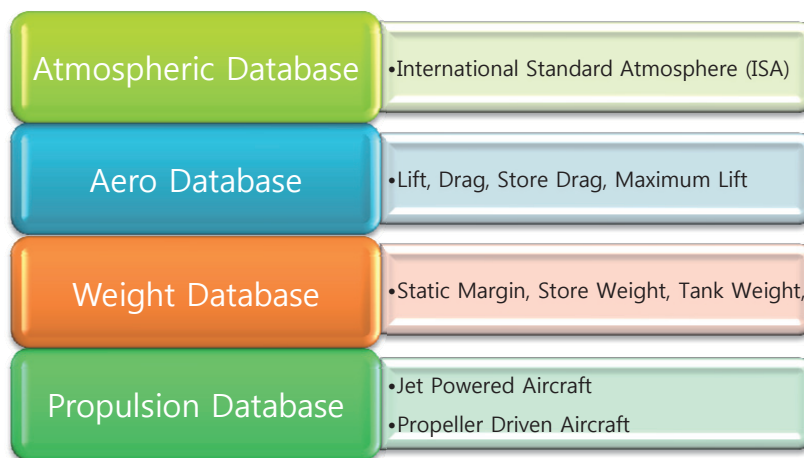 Atmospheric Database
•International Standard Atmosphere (ISA)
Aero Database
•Lift, Drag, Store Drag, Maximum Lift
Weight Database
•Static Margin, Store Weight, Tank Weight,
Propulsion Database
•Jet Powered Aircraft
•Propeller Driven Aircraft